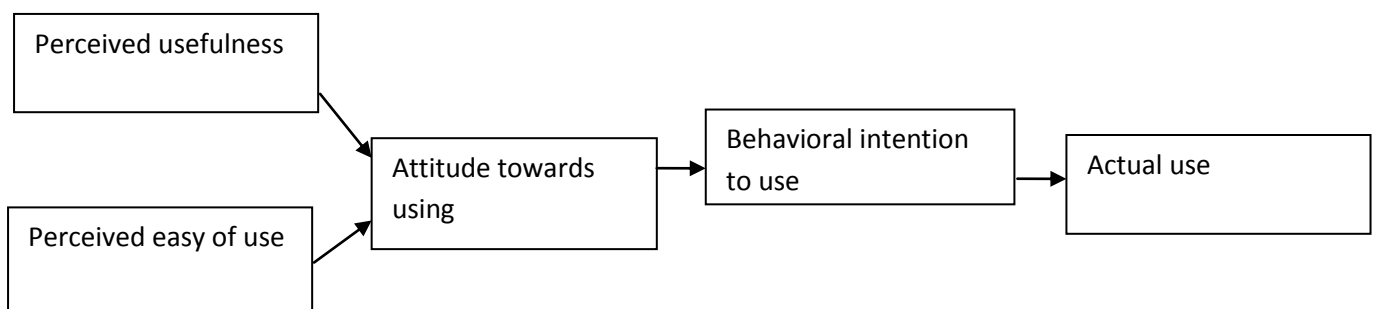 Perceived usefulness
Perceived easy of use
Attitude towards
using
Behavioral intention
to use
Actual use